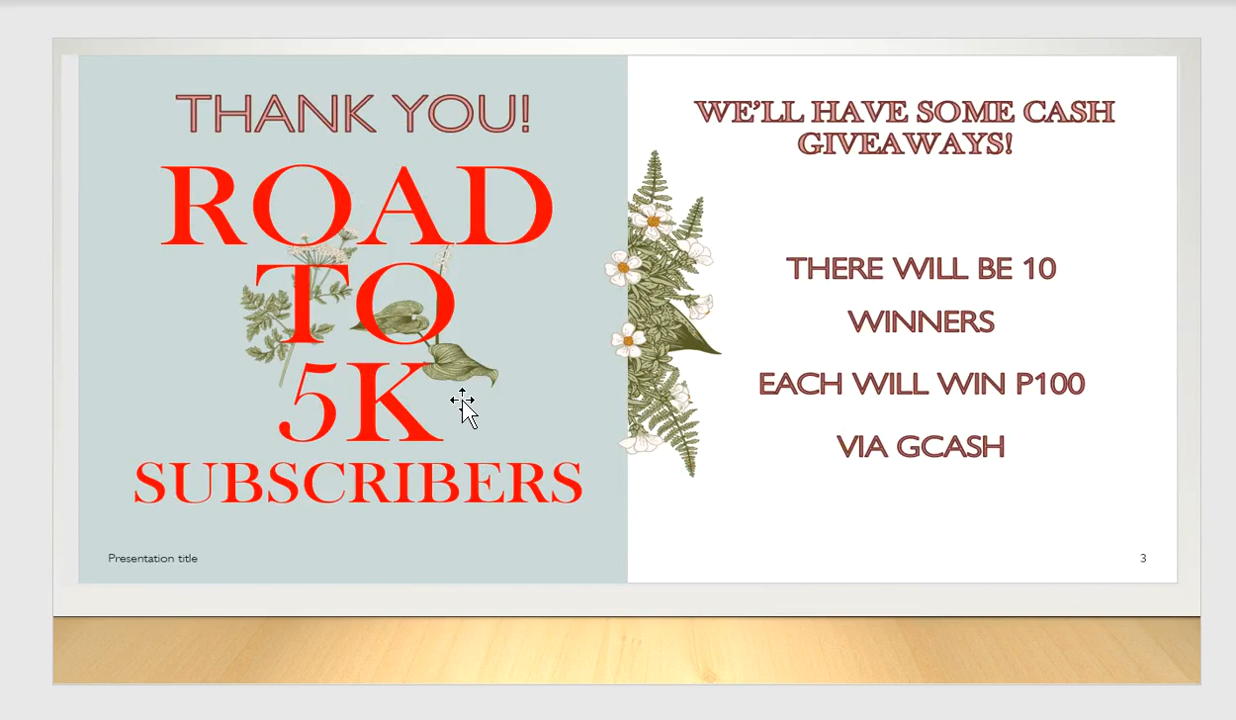 THANK YOU!
ROAD
TO
5K
SUBSCRIBERS
Presentation title
WE'LL HAVE SOME CASH
GIVEAWAYS!
THERE WILL BE 10
WINNERS
EACH WILL WIN P100
VIA GCASH
3